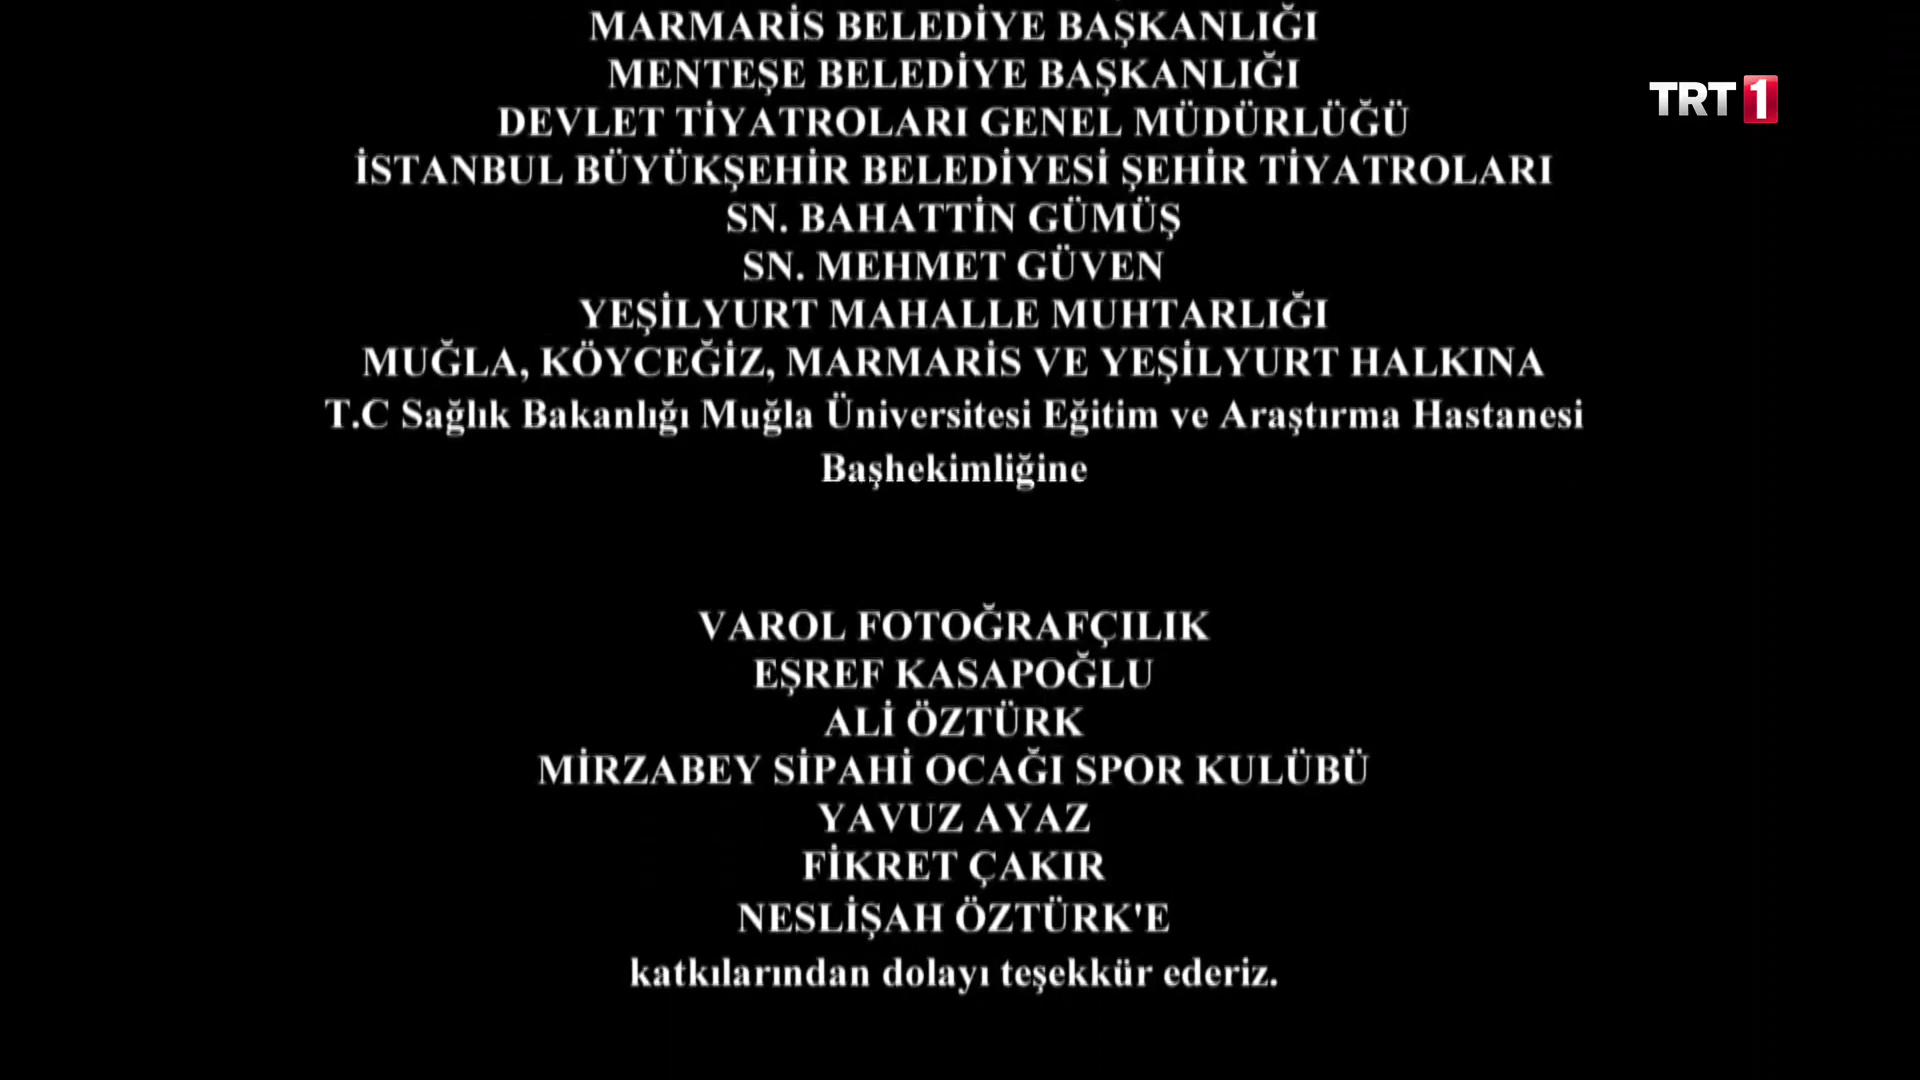 MARMARİS BELEDİYE BAŞKANLIĞI
MENTEŞE BELEDİYE BAŞKANLIĞI
TRT 1
DEVLET TİYATROLARI GENEL MÜDÜRLÜĞÜ
İSTANBUL BÜYÜKŞEHİR BELEDİYESİ ŞEHİR TİYATROLARI
SN. BAHATTİN GÜMÜŞ
SN. MEHMET GÜVEN
YEŞİLYURT MAHALLE MUHTARLIĞI
MUĞLA, KÖYCEĞİZ, MARMARİS VE YEŞİLYURT HALKINA
T.C Sağlık Bakanlığı Muğla Üniversitesi Eğitim ve Araştırma Hastanesi
Başhekimliğine
VAROL FOTOĞRAFÇILIK
EŞREF KASAPOĞLU
ALİ ÖZTÜRK
MİRZABEY SİPAHİ OCAĞI SPOR KULÜBÜ
YAVUZ AYAZ
FİKRET ÇAKIR
NESLİŞAH ÖZTÜRK'E
katkılarından dolayı teşekkür ederiz.